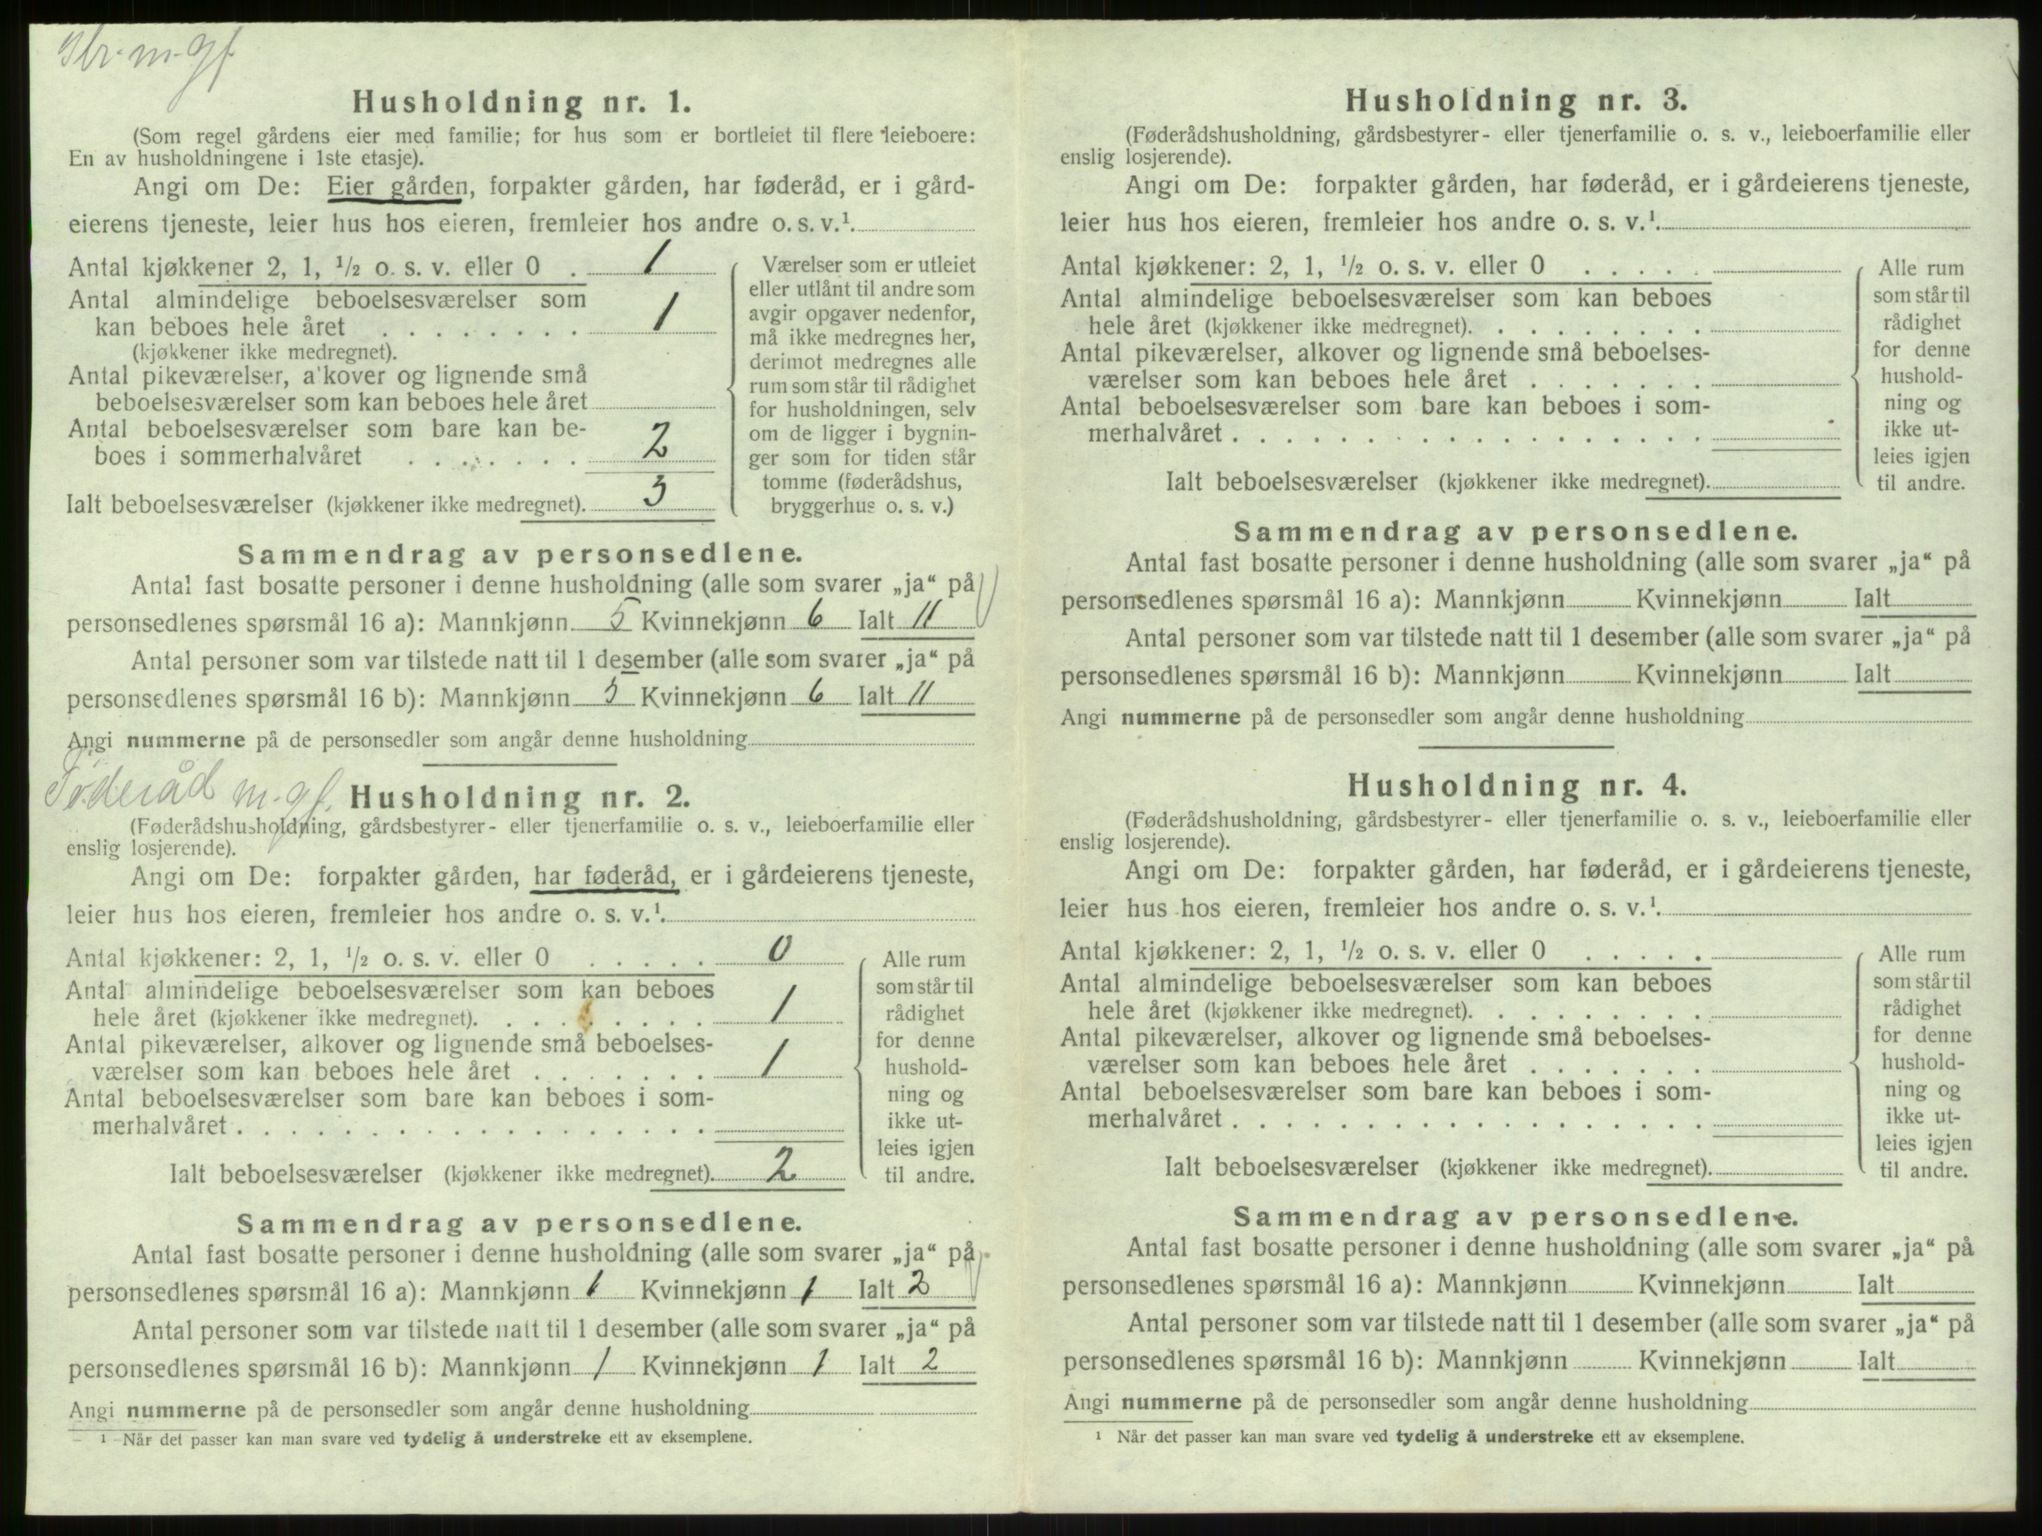 Gbr. m. gf.
Husholdning nr. 1.
(Som regel gårdens eier med familie; for hus som er bortleiet til flere leieboere:
En av husholdningene i 1ste etasje).
Angi om De: Eier gården, forpakter gården, har føderåd, er i gård-
eierens tjeneste, leier hus hos eieren, fremleier hos andre o. s. v.¹
Antal kjøkkener 2, 1, ½ o. s. v. eller 0 . 1
Antal almindelige beboelsesværelser som
kan beboes hele året . . . . . . . . 1
(kjøkkener ikke medregnet).
Antal pikeværelser, a'kover og lignende små
beboelsesværelser som kan beboes hele året
Antal beboelsesværelser som bare kan be-
boes i sommerhalvåret . . . . . . . 2
Ialt beboelsesværelser (kjøkkener ikke medregnet). 3
Værelser som er utleiet
eller utlånt til andre som
avgir opgaver nedenfor,
må ikke medregnes her,
derimot medregnes alle
rum som står til rådighet
for husholdningen, selv
om de ligger i bygnin-
ger som for tiden står
tomme (føderådshus,
bryggerhus o. s. v.)
Sammendrag av personsedlene.
Antal fast bosatte personer i denne husholdning (alle som svarer „ja“ på
personsedlenes spørsmål 16 a): Mannkjønn 5 Kvinnekjønn 6 Ialt 11
Antal personer som var tilstede natt til 1 desember (alle som svarer „ja“ på
personsedlenes spørsmål 16 b): Mannkjønn 5 Kvinnekjønn 6 Ialt 11
Angi nummerne på de personsedler som angår denne husholdning
Føderåd m. gf.
Husholdning nr. 2.
(Føderådshusholdning, gårdsbestyrer- eller tjenerfamilie o. s. v., leieboerfamilie eller
enslig losjerende).
Angi om De: forpakter gården, har føderåd, er i gårdeierens tjeneste,
leier hus hos eieren, fremleier hos andre o. s. v.¹
Antal kjøkkener: 2, 1, ½ o. s. v. eller 0 . . . . . 0
Antal almindelige beboelsesværelser som kan beboes
hele året (kjøkkener ikke medregnet). . . . . . . . . 1
Antal pikeværelser, alkover og lignende små beboelses-
værelser som kan beboes hele året . . . . . . . 1
Antal beboelsesværelser som bare kan beboes i som-
merhalvåret . . . . . . . . . . . . . . . . . .
Ialt beboelsesværelser (kjøkkener ikke medregnet). 2
Alle rum
som står til
rådighet
for denne
hushold-
ning og
ikke ut-
leies igjen
til andre.
Sammendrag av personsedlene.
Antal fast bosatte personer i denne husholdning (alle som svarer „ja“ på
personsedlenes spørsmål 16 a): Mannkjønn 1 Kvinnekjønn 1 Ialt 2
Antal personer som var tilstede natt til 1 desember (alle som svarer „ja“ på
personsedlenes spørsmål 16 b): Mannkjønn 1 Kvinnekjønn 1 Ialt 2
Angi nummerne på de personsedler som angår denne husholdning
¹ Når det passer kan man svare ved tydelig å understreke ett av eksemplene.
Husholdning nr. 3.
(Føderådshusholdning, gårdsbestyrer- eller tjenerfamilie o. s. v., leieboerfamilie eller
enslig losjerende).
Angi om De: forpakter gården, har føderåd, er i gårdeierens tjeneste,
leier hus hos eieren, fremleier hos andre o. s. v.¹
Antal kjøkkener: 2, 1, ½ o. s. v. eller 0 . . . . .
Antal almindelige beboelsesværelser som kan beboes
hele året (kjøkkener ikke medregnet). . . . . . . . .
Antal pikeværelser, alkover og lignende små beboelses-
værelser som kan beboes hele året . . . . . . .
Antal beboelsesværelser som bare kan beboes i som-
merhalvåret . . . . . . . . . . . . . . . . . .
Ialt beboelsesværelser (kjøkkener ikke medregnet).
Alle rum
som står til
rådighet
for denne
hushold-
ning og
ikke ut-
leies igjen
til andre.
Sammendrag av personsedlene.
Antal fast bosatte personer i denne husholdning (alle som svarer „ja“ på
personsedlenes spørsmål 16 a): Mannkjønn Kvinnekjønn Ialt
Antal personer som var tilstede natt til 1 desember (alle som svarer „ja“ på
personsedlenes spørsmål 16 b): Mannkjønn Kvinnekjønn Ialt
Angi nummerne på de personsedler som angår denne husholdning
Husholdning nr. 4.
(Føderådshusholdning, gårdsbestyrer- eller tjenerfamilie o. s. v., leieboerfamilie eller
enslig losjerende).
Angi om De: forpakter gården, har føderåd, er i gårdeierens tjeneste,
leier hus hos eieren, fremleier hos andre o. s. v.¹
Antal kjøkkener: 2, 1, ½ o. s. v. eller 0 . . . . .
Antal almindelige beboelsesværelser som kan beboes
hele året (kjøkkener ikke medregnet). . . . . . . . .
Antal pikeværelser, alkover og lignende små beboelses-
værelser som kan beboes hele året . . . . . . .
Antal beboelsesværelser som bare kan beboes i som-
merhalvåret . . . . . . . . . . . . . . . . . .
Ialt beboelsesværelser (kjøkkener ikke medregnet).
Alle rum
som står til
rådighet
for denne
hushold-
ning og
ikke ut-
leies igjen
til andre.
Sammendrag av personsedlene.
Antal fast bosatte personer i denne husholdning (alle som svarer „ja“ på
personsedlenes spørsmål 16 a): Mannkjønn Kvinnekjønn Ialt
Antal personer som var tilstede natt til 1 desember (alle som svarer „ja“ på
personsedlenes spørsmål 16 b): Mannkjønn Kvinnekjønn Ialt
Angi nummerne på de personsedler som angår denne husholdning
¹ Når det passer kan man svare ved tydelig å understreke ett av eksemplene.